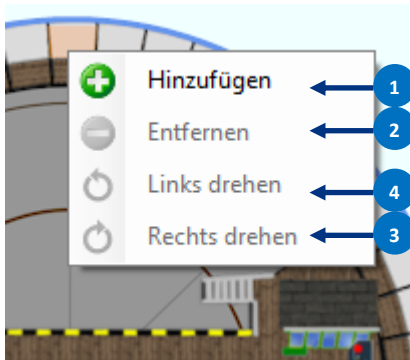 Hinzufügen 1
Entfernen 2
Links drehen 4
Rechts drehen 3